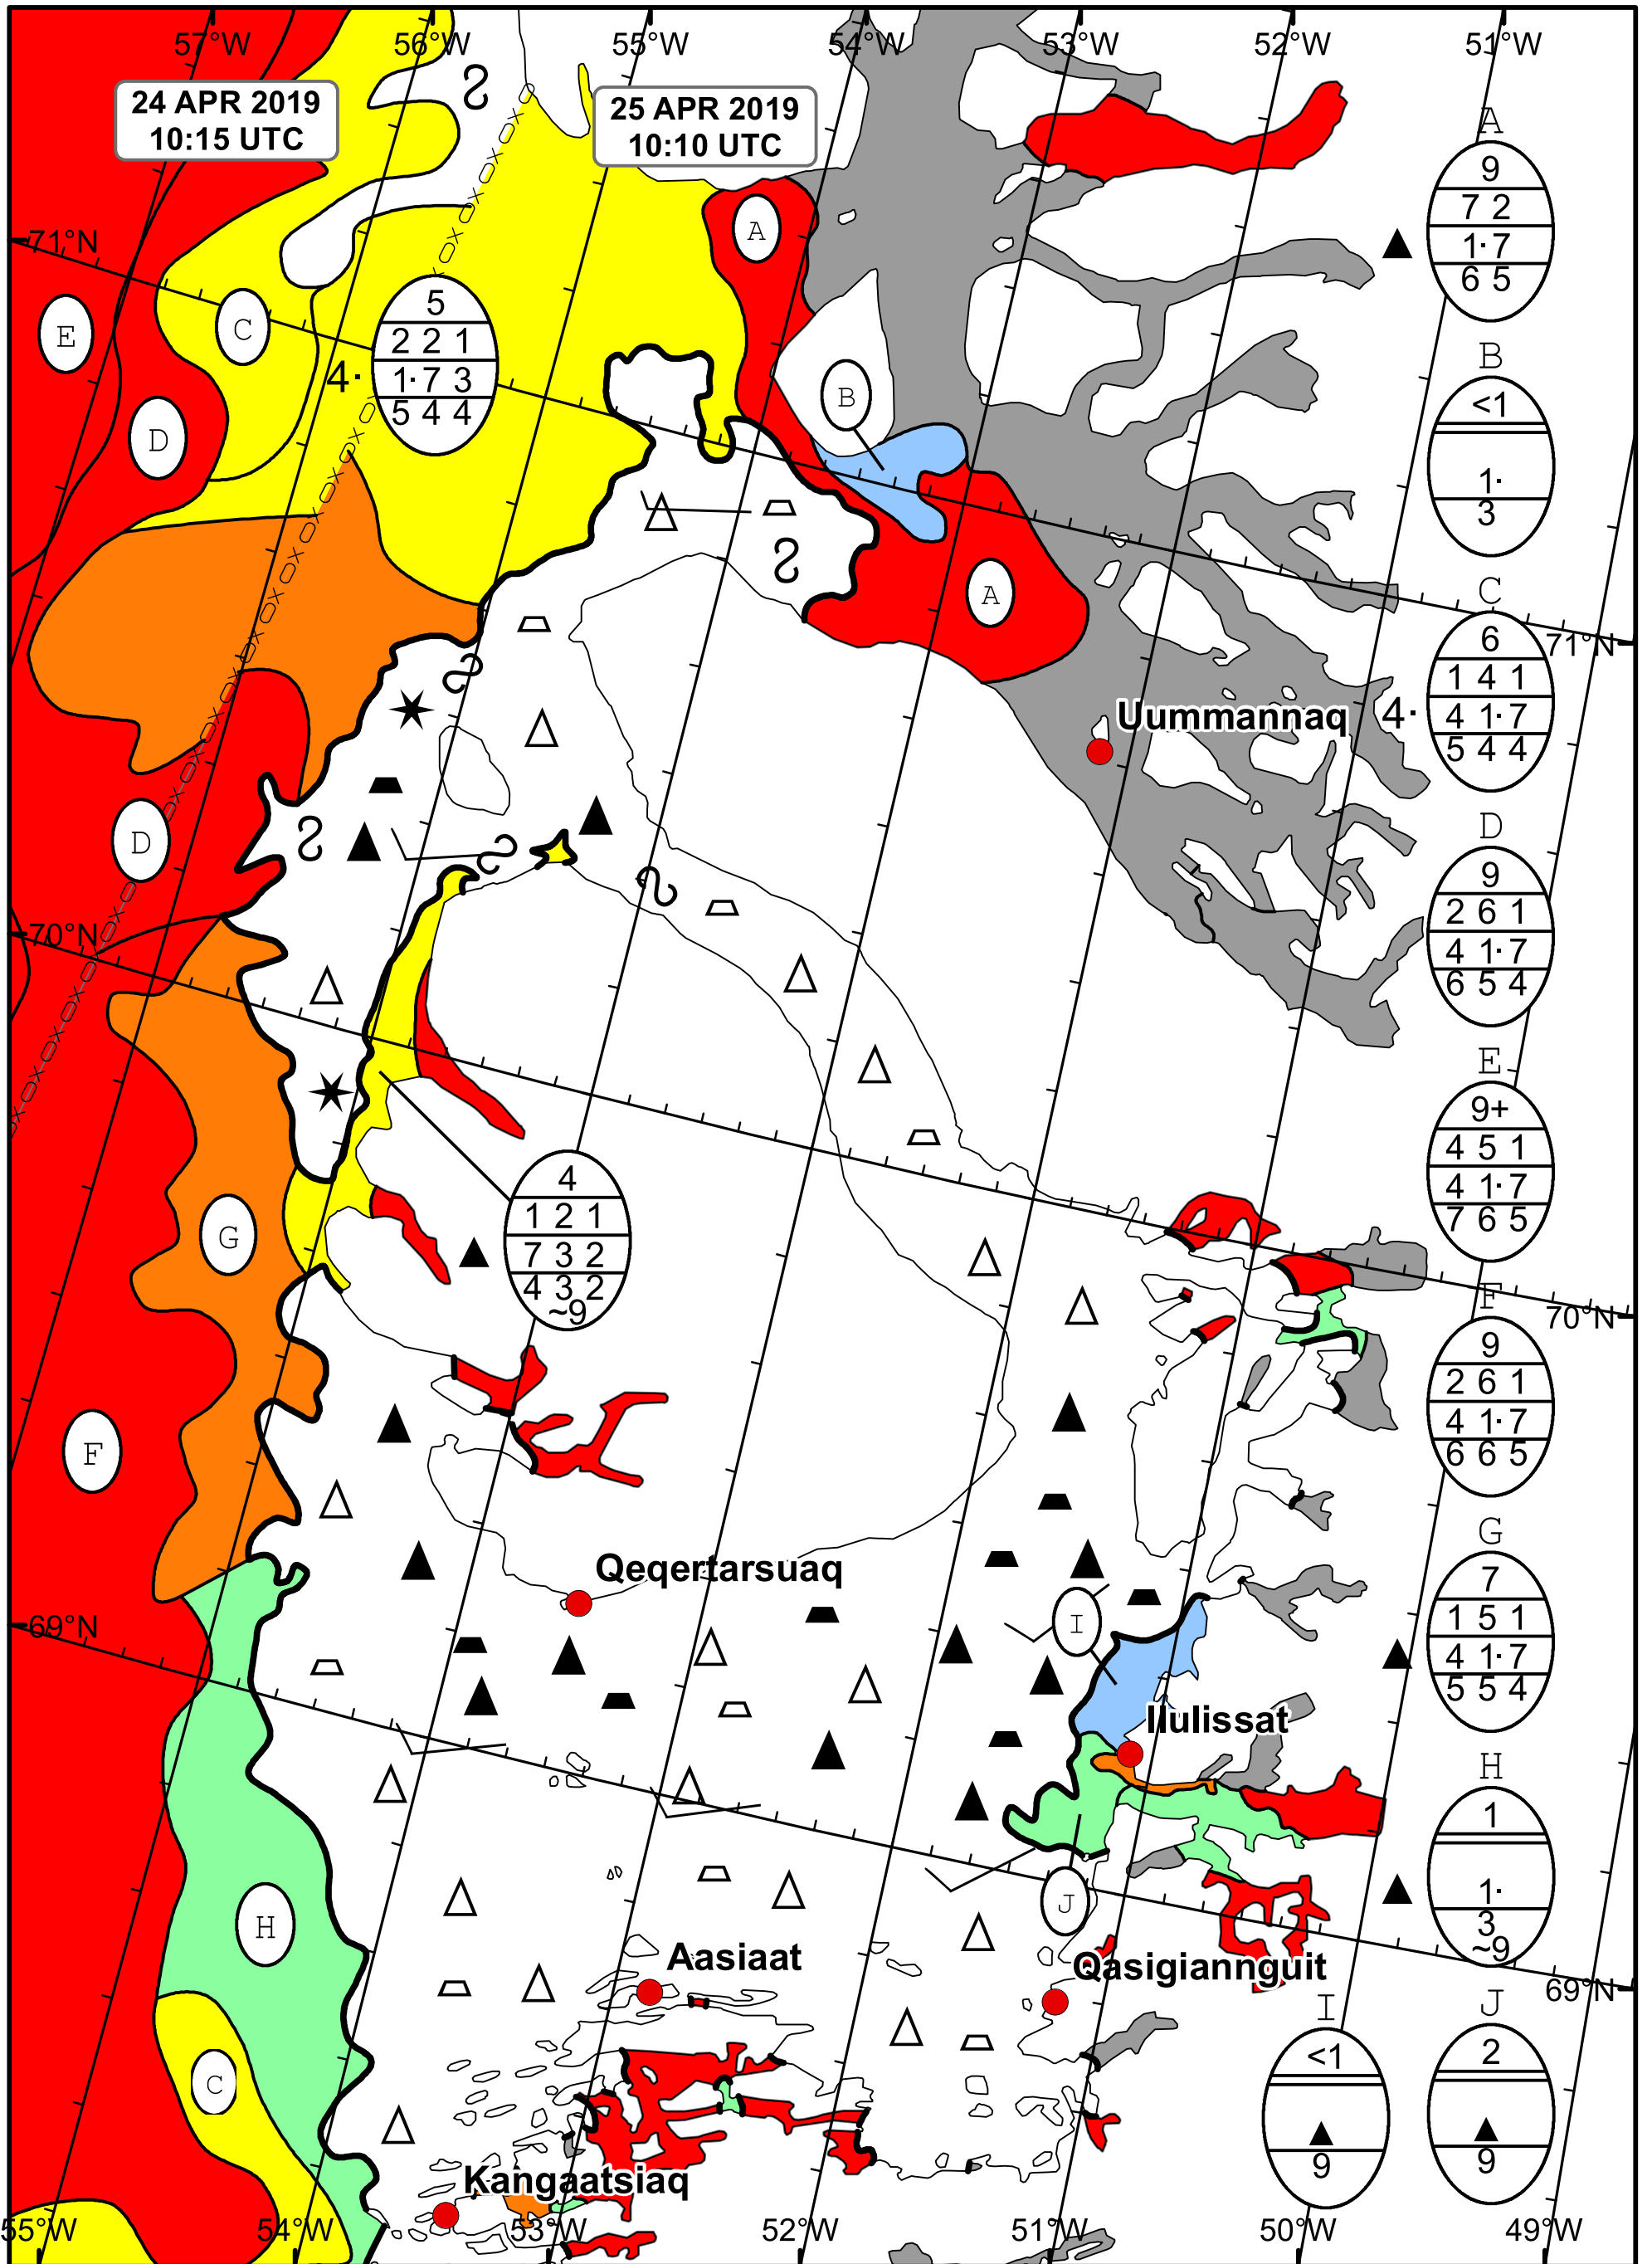 57°W 56°W 55°W 54°W 53°W 52°W 51°W
24 APR 2019
10:15 UTC
25 APR 2019
10:10 UTC
71°N
A
9
7 2
1· 7
6 5
A
E
C
D
5
2 2 1
4·
1· 7 3
5 4 4
B
B
<1
1·
3
A
C
6
1 4 1
4·
4 1· 7
5 4 4
71°N
Uummannaq
D
D
9
2 6 1
4 1· 7
6 5 4
70°N
E
9+
4 5 1
4 1· 7
7 6 5
G
4
1 2 1
7 3 2
4 3 2
~9
F
9
2 6 1
4 1· 7
6 6 5
70°N
F
G
7
1 5 1
4 1· 7
5 5 4
Qeqertarsuaq
69°N
I
Ilulissat
H
1
1·
3
~9
H
J
Aasiaat
Qasigiannguit
69°N
I
<1
9
J
2
9
C
Kangaatsiaq
55°W 54°W 53°W 52°W 51°W 50°W 49°W